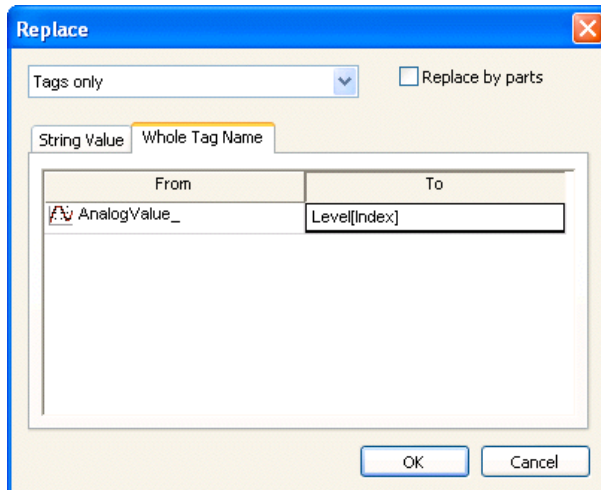 Replace
Tags only
Replace by parts
String Value
Whole Tag Name
From
To
AnalogValue_
Level[Index]
OK
Cancel